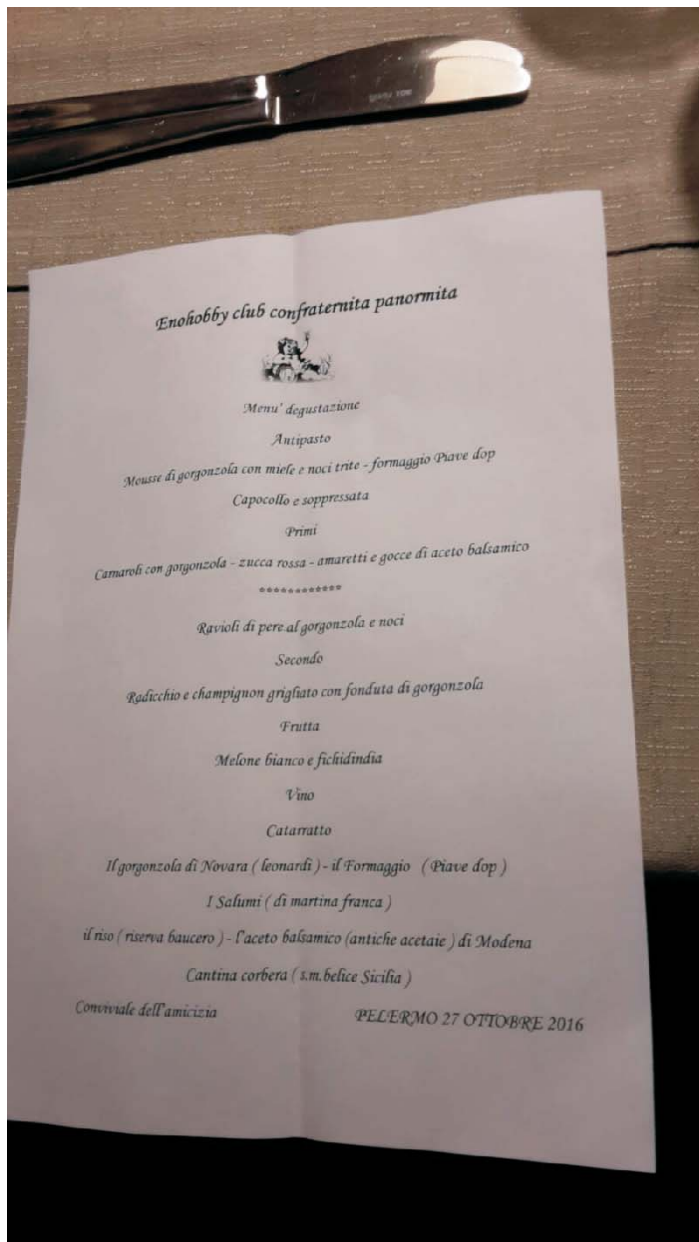 Enohobby club confraternita panormita
Menu' degustazione
Antipasto
Mousse di gorgonzola con miele e noci trite - formaggio Piave dop
Capocollo e soppressata
Primi
Carnaroli con gorgonzola - zucca rossa - amaretti e gocce di aceto balsamico
************
Ravioli di pere al gorgonzola e noci
Secondo
Radicchio e champignon grigliato con fonduta di gorgonzola
Frutta
Melone bianco e fichidindia
Vino
Catarratto
Il gorgonzola di Novara ( leonardi ) - il Formaggio ( Piave dop )
I Salumi ( di martina franca )
il riso ( riserva baucero ) - l'aceto balsamico (antiche acetaie ) di Modena
Cantina corbera ( s.m.belice Sicilia )
Conviviale dell'amicizia PELERMO 27 OTTOBRE 2016